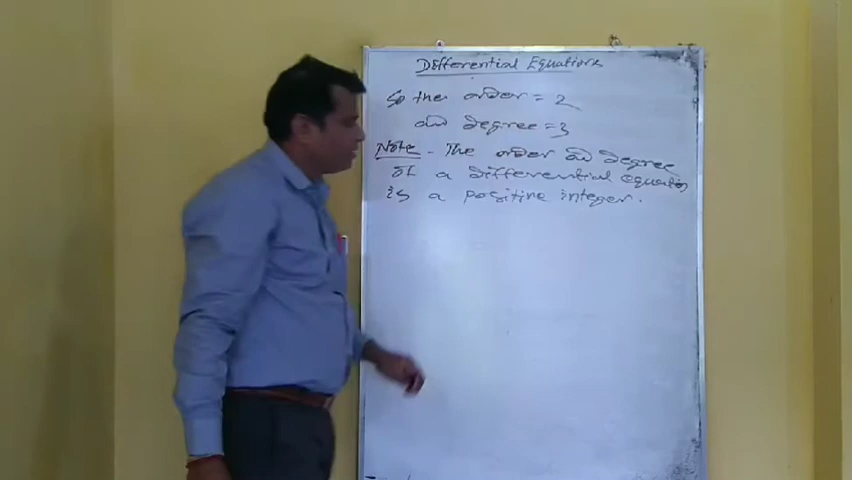 Differential Equations
So the order = 2
and degree = 3
Note - The order and degree
of a differential equation
is a positive integer.